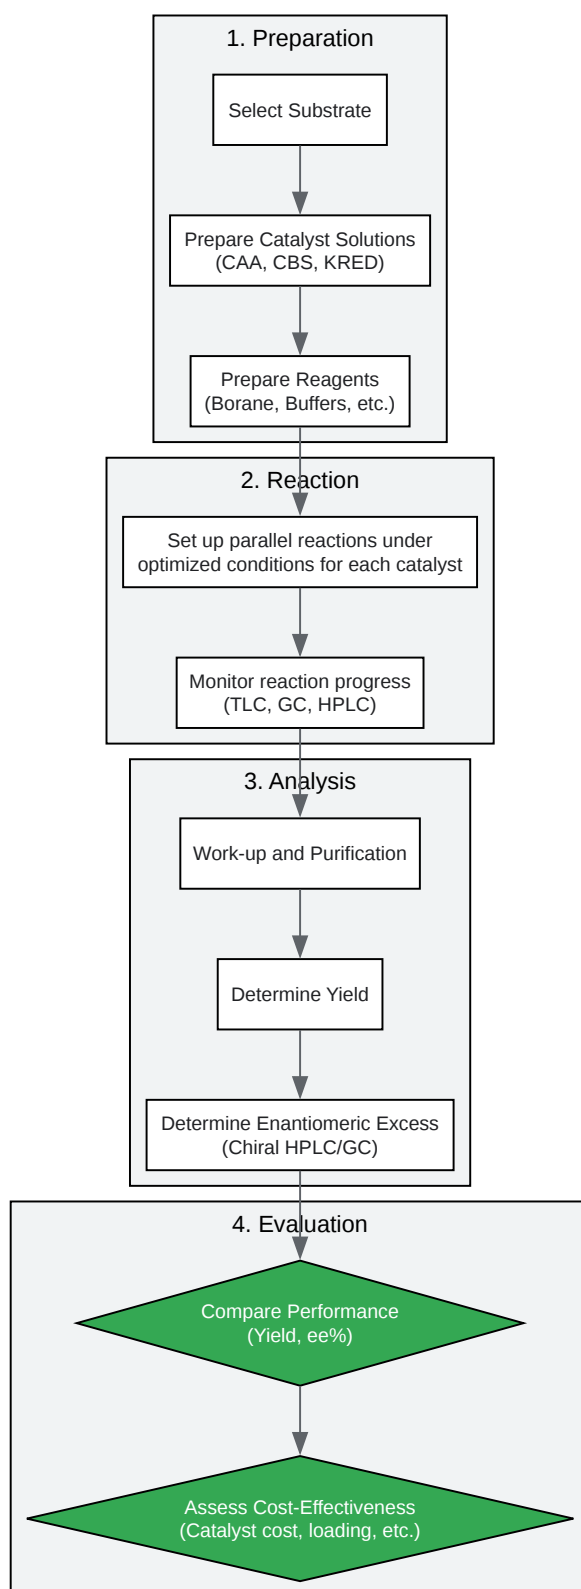 1. Preparation
Select Substrate
Prepare Catalyst Solutions
(CAA, CBS, KRED)
Prepare Reagents
(Borane, Buffers, etc.)
2. Reaction
Set up parallel reactions under
optimized conditions for each catalyst
Monitor reaction progress
(TLC, GC, HPLC)
3. Analysis
Work-up and Purification
Determine Yield
Determine Enantiomeric Excess
(Chiral HPLC/GC)
4. Evaluation
Compare Performance
(Yield, ee%)
Assess Cost-Effectiveness
(Catalyst cost, loading, etc.)